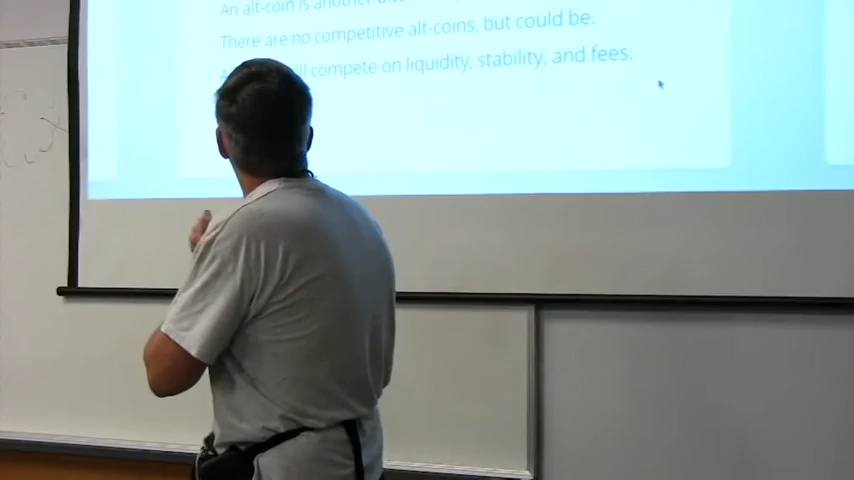 An alt-coin is another
There are no competitive alt-coins, but could be.
compete on liquidity, stability, and fees.